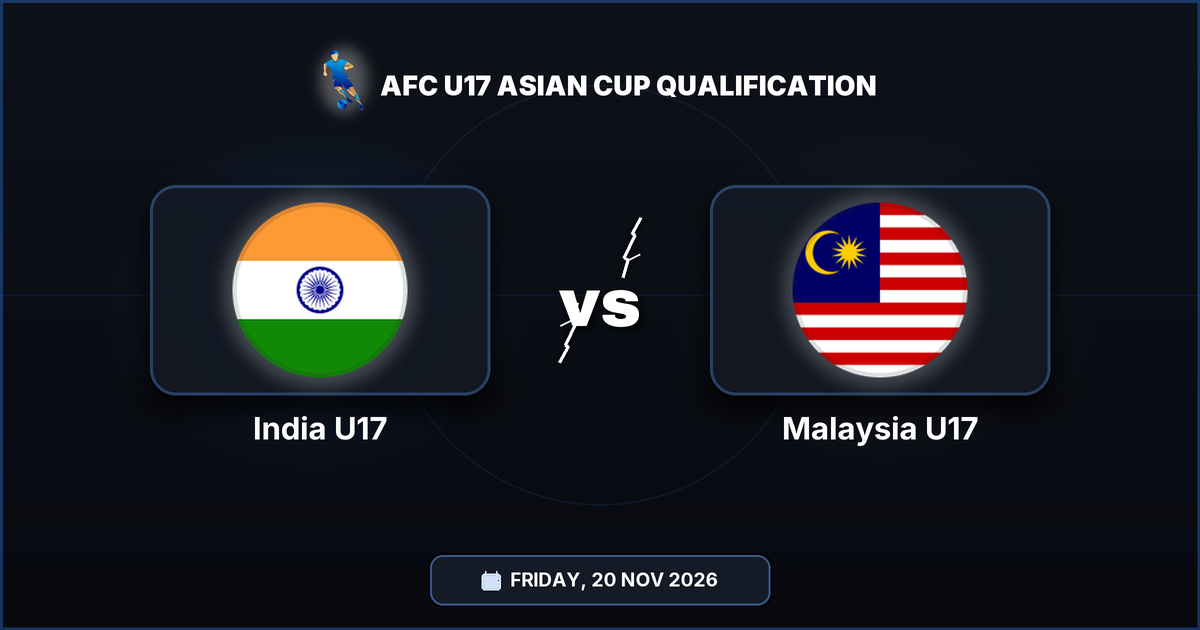 AFC U17 ASIAN CUP QUALIFICATION
VS
India U17
Malaysia U17
FRIDAY, 20 NOV 2026